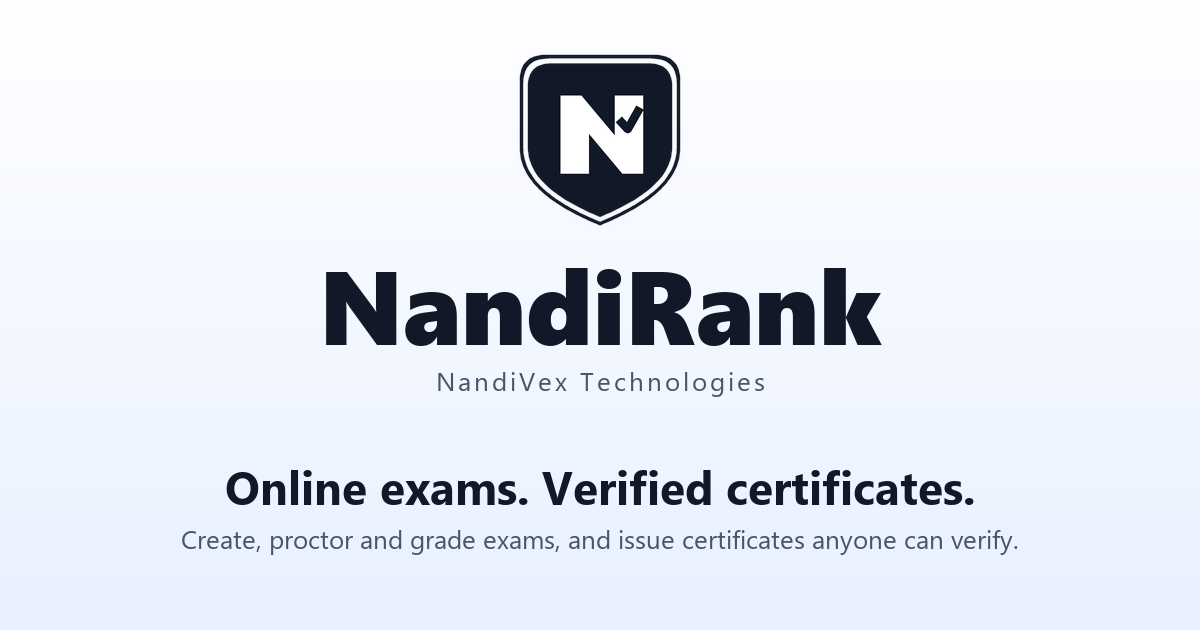 N
NandiRank
NandiVex Technologies
Online exams. Verified certificates.
Create, proctor and grade exams, and issue certificates anyone can verify.